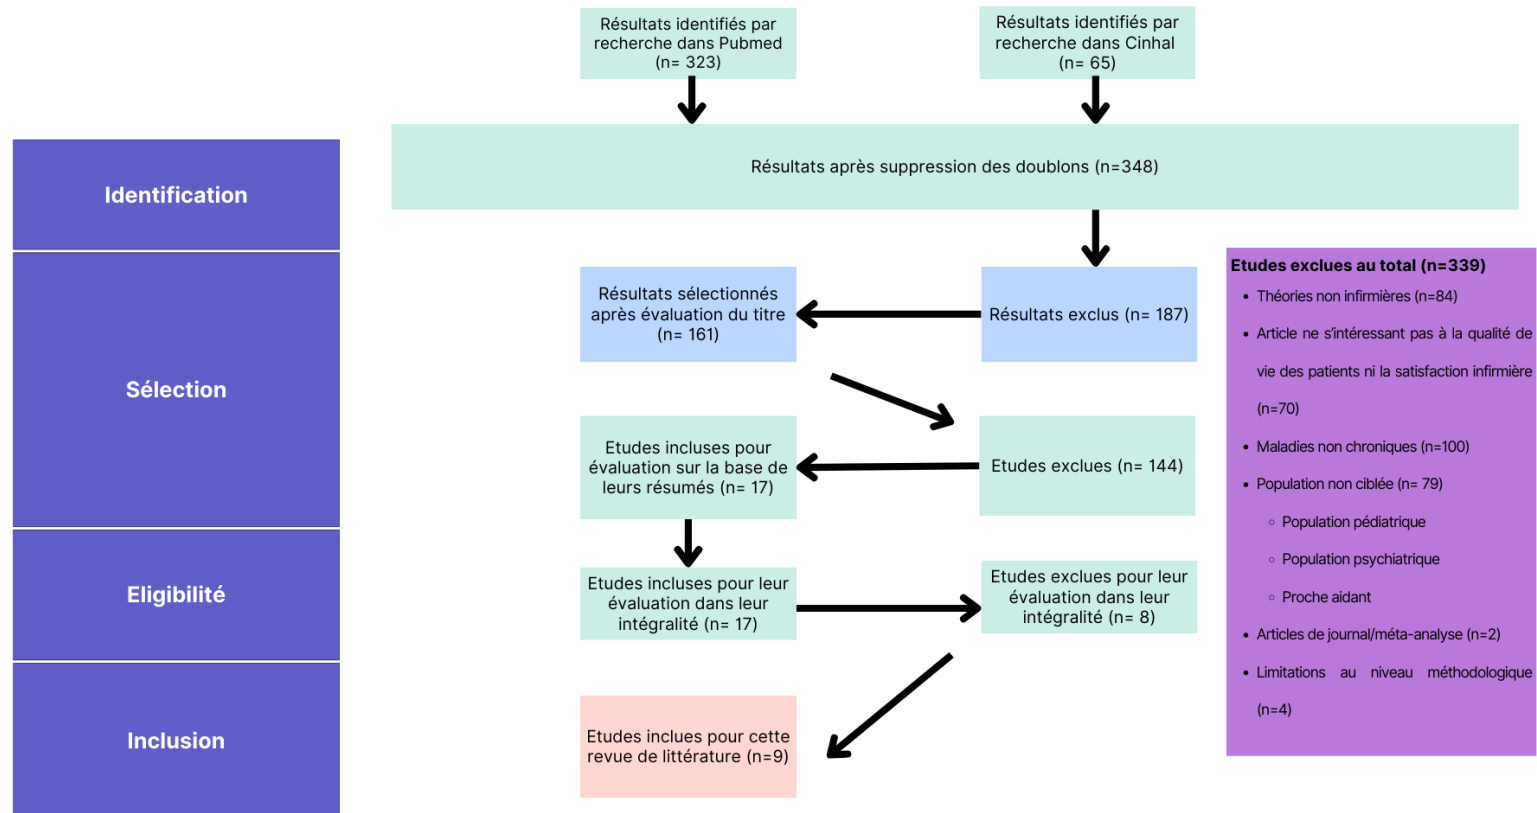 Résultats identifiés par
recherche dans Pubmed
(n= 323)
Résultats identifiés par
recherche dans Cinhal
(n= 65)
Identification
Résultats après suppression des doublons (n=348)
Sélection
Résultats sélectionnés
après évaluation du titre
(n= 161)
Résultats exclus (n= 187)
Etudes incluses pour
évaluation sur la base de
leurs résumés (n= 17)
Etudes exclues (n= 144)
Eligibilité
Etudes incluses pour leur
évaluation dans leur
intégralité (n= 17)
Etudes exclues pour leur
évaluation dans leur
intégralité (n= 8)
Inclusion
Etudes inclues pour cette
revue de littérature (n=9)
Etudes exclues au total (n=339)
• Théories non infirmières (n=84)
• Article ne s'intéressant pas à la qualité de
vie des patients ni la satisfaction infirmière
(n=70)
• Maladies non chroniques (n=100)
• Population non ciblée (n= 79)
◦ Population pédiatrique
◦ Population psychiatrique
◦ Proche aidant
• Articles de journal/méta-analyse (n=2)
• Limitations au niveau méthodologique
(n=4)